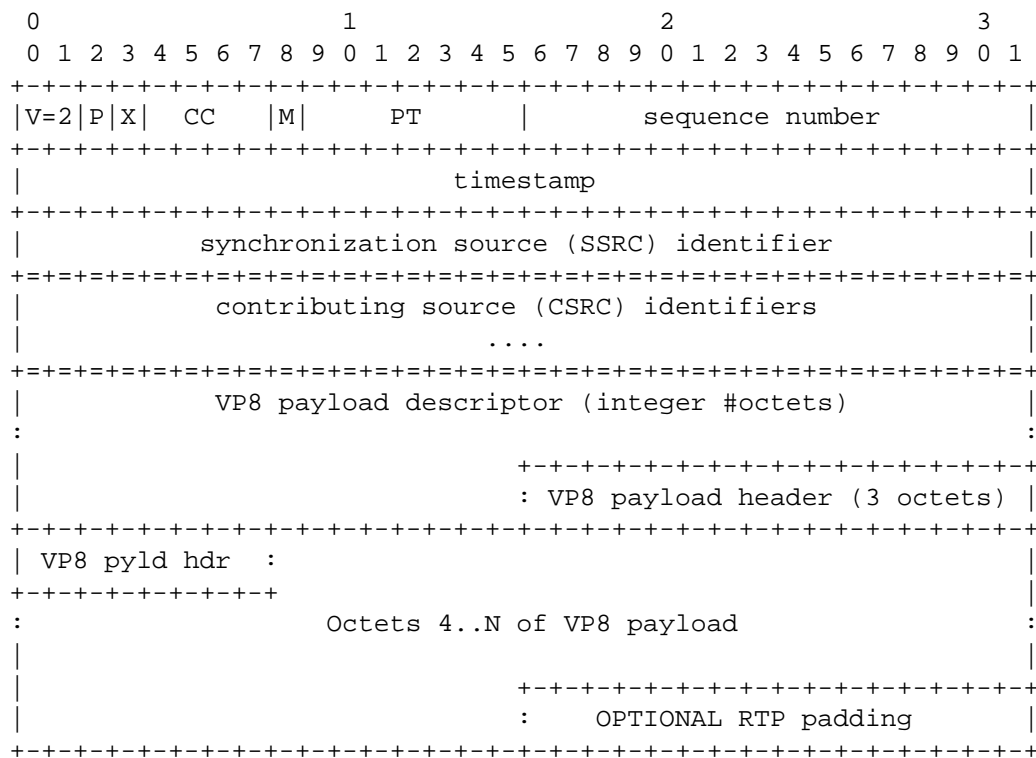 0                   1                   2                   3
 0 1 2 3 4 5 6 7 8 9 0 1 2 3 4 5 6 7 8 9 0 1 2 3 4 5 6 7 8 9 0 1
+-+-+-+-+-+-+-+-+-+-+-+-+-+-+-+-+-+-+-+-+-+-+-+-+-+-+-+-+-+-+-+-+
|V=2|P|X|  CC   |M|     PT      |       sequence number         |
+-+-+-+-+-+-+-+-+-+-+-+-+-+-+-+-+-+-+-+-+-+-+-+-+-+-+-+-+-+-+-+-+
|                           timestamp                           |
+-+-+-+-+-+-+-+-+-+-+-+-+-+-+-+-+-+-+-+-+-+-+-+-+-+-+-+-+-+-+-+-+
|           synchronization source (SSRC) identifier            |
+=+=+=+=+=+=+=+=+=+=+=+=+=+=+=+=+=+=+=+=+=+=+=+=+=+=+=+=+=+=+=+=+
|            contributing source (CSRC) identifiers             |
|                             ....                              |
+=+=+=+=+=+=+=+=+=+=+=+=+=+=+=+=+=+=+=+=+=+=+=+=+=+=+=+=+=+=+=+=+
|            VP8 payload descriptor (integer #octets)           |
:                                                               :
|                               +-+-+-+-+-+-+-+-+-+-+-+-+-+-+-+-+
|                               : VP8 payload header (3 octets) |
+-+-+-+-+-+-+-+-+-+-+-+-+-+-+-+-+-+-+-+-+-+-+-+-+-+-+-+-+-+-+-+-+
| VP8 pyld hdr  :                                               |
+-+-+-+-+-+-+-+-+                                               |
:                   Octets 4..N of VP8 payload                  :
|                                                               |
|                               +-+-+-+-+-+-+-+-+-+-+-+-+-+-+-+-+
|                               :    OPTIONAL RTP padding       |
+-+-+-+-+-+-+-+-+-+-+-+-+-+-+-+-+-+-+-+-+-+-+-+-+-+-+-+-+-+-+-+-+